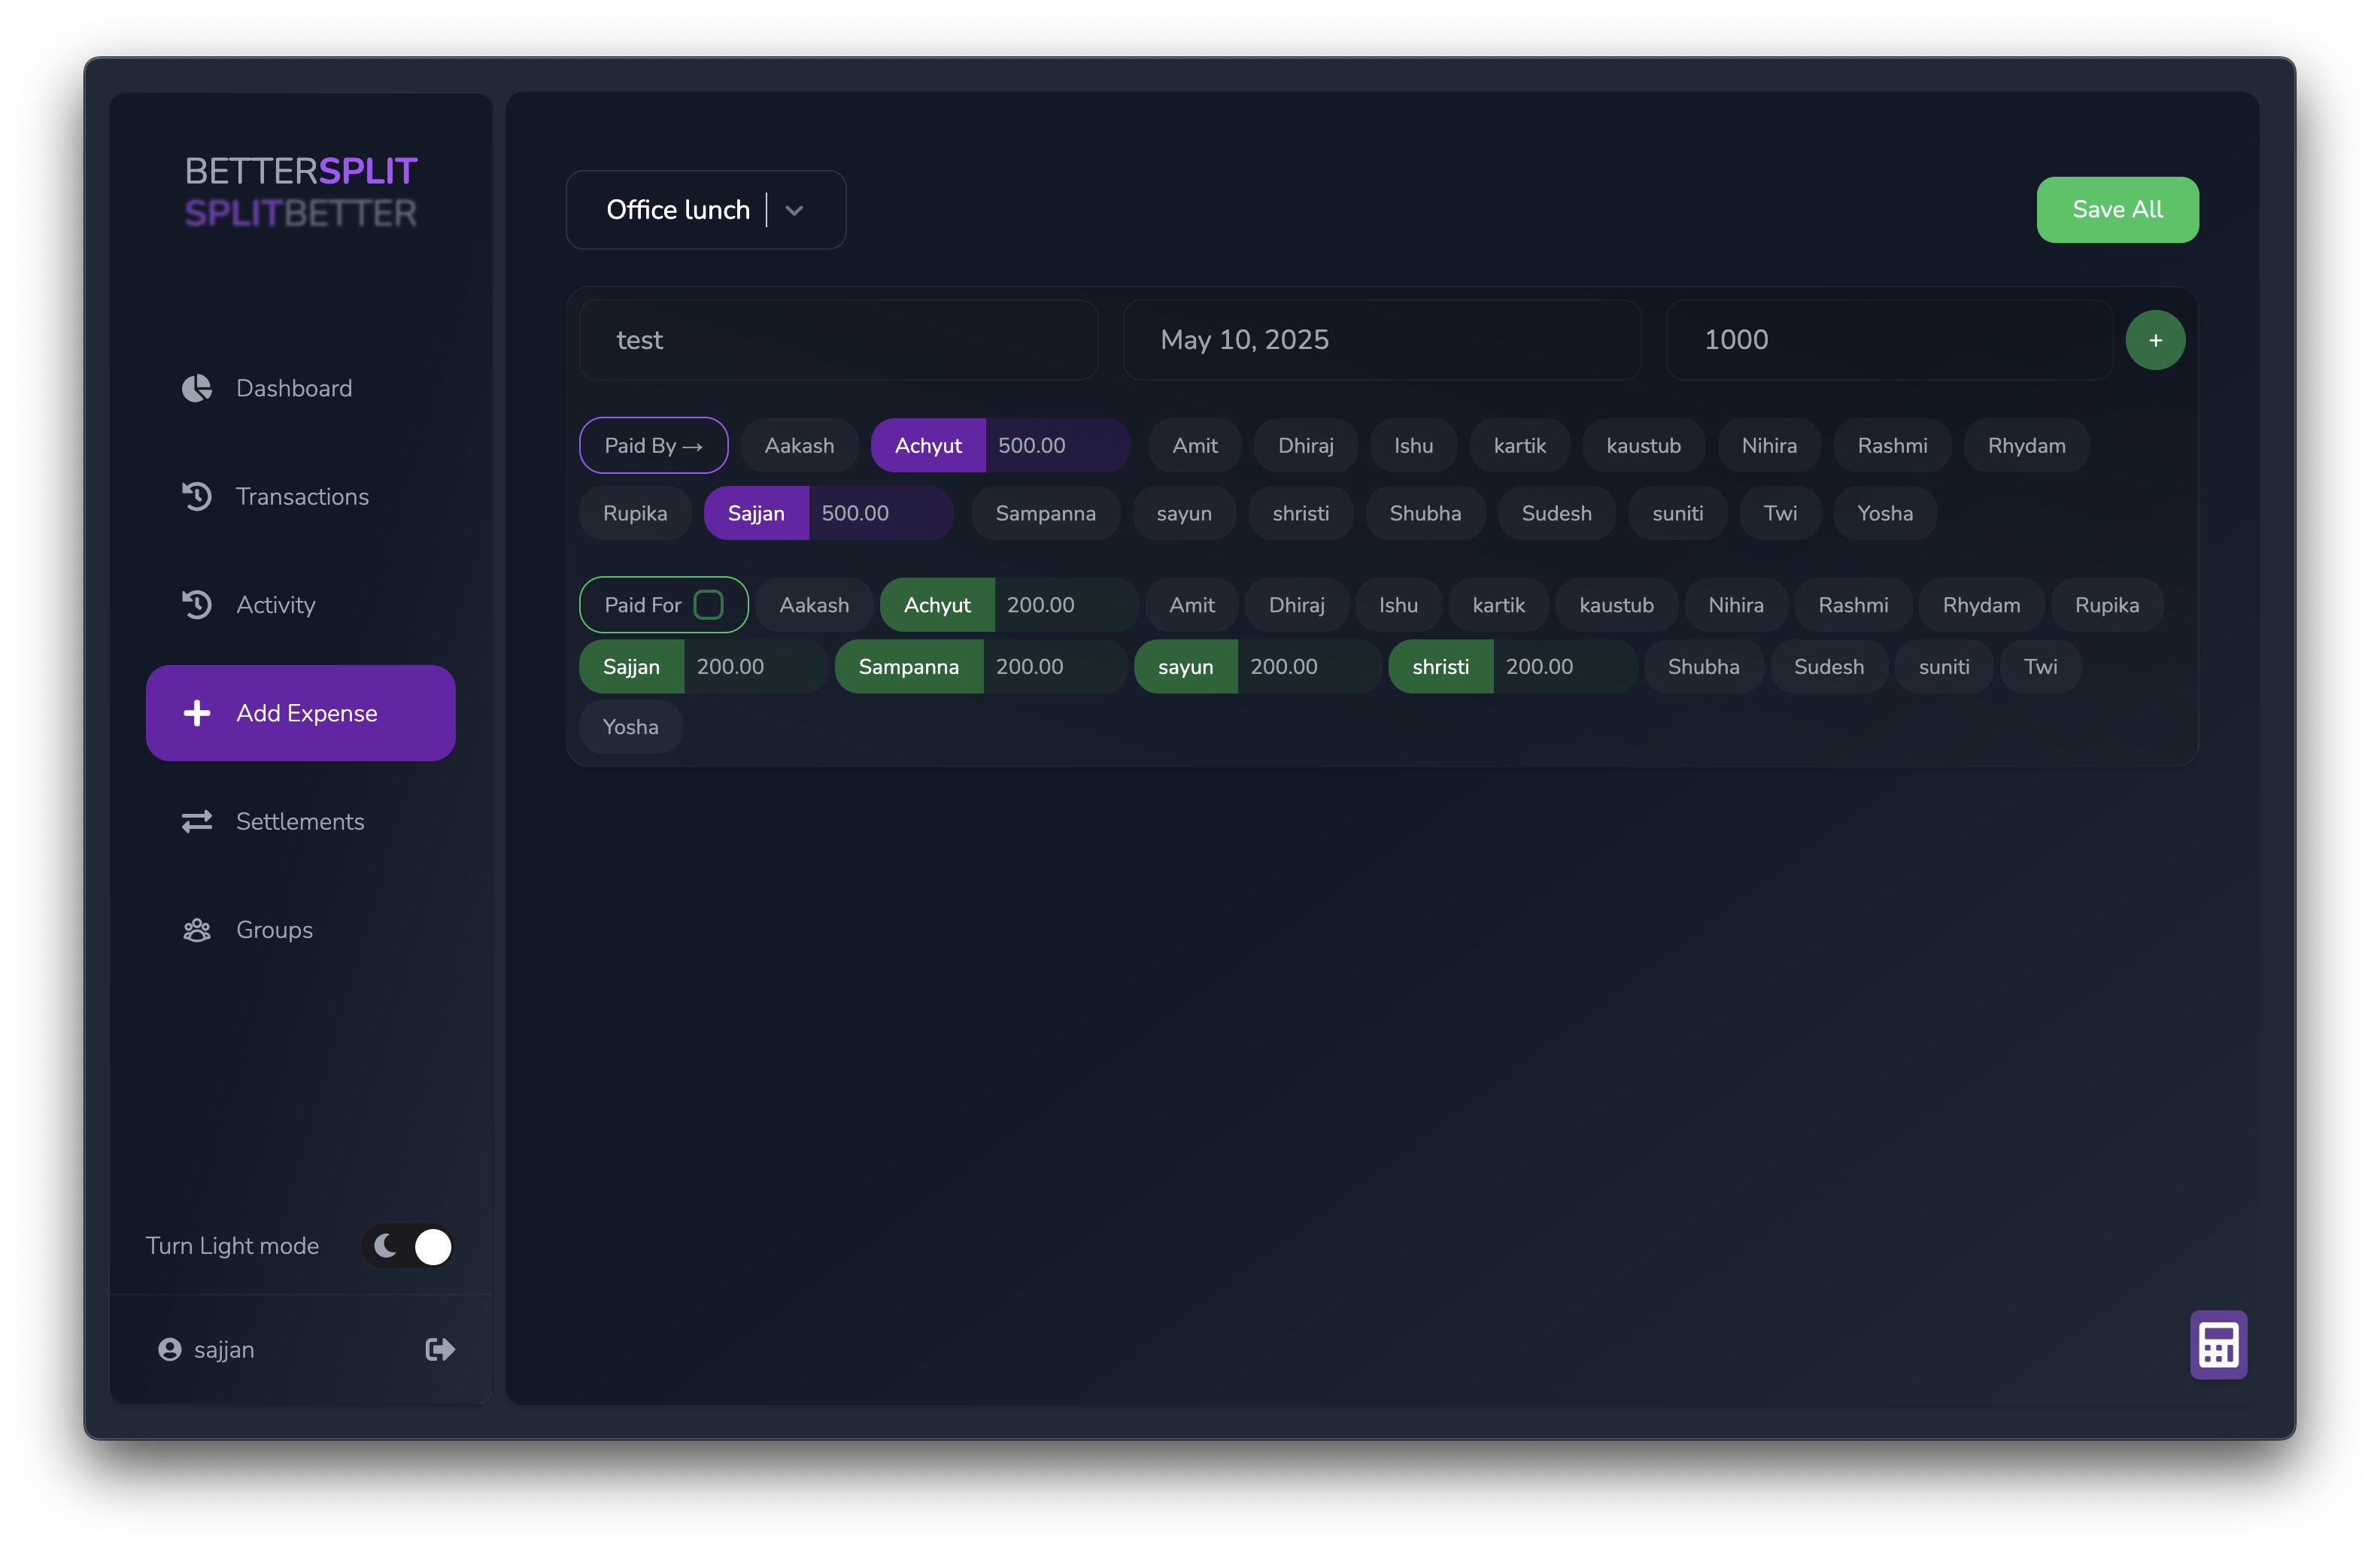 BETTERSPLIT
SPLITBETTER
Dashboard
Transactions
Activity
Add Expense
Settlements
Groups
Turn Light mode
sajjan
Office lunch
Save All
test May 10, 2025 1000 +
Paid By → Aakash Achyut 500.00 Amit Dhiraj Ishu kartik kaustub Nihira Rashmi Rhydam
Rupika Sajjan 500.00 Sampanna sayun shristi Shubha Sudesh suniti Twi Yosha
Paid For Aakash Achyut 200.00 Amit Dhiraj Ishu kartik kaustub Nihira Rashmi Rhydam Rupika
Sajjan 200.00 Sampanna 200.00 sayun 200.00 shristi 200.00 Shubha Sudesh suniti Twi
Yosha